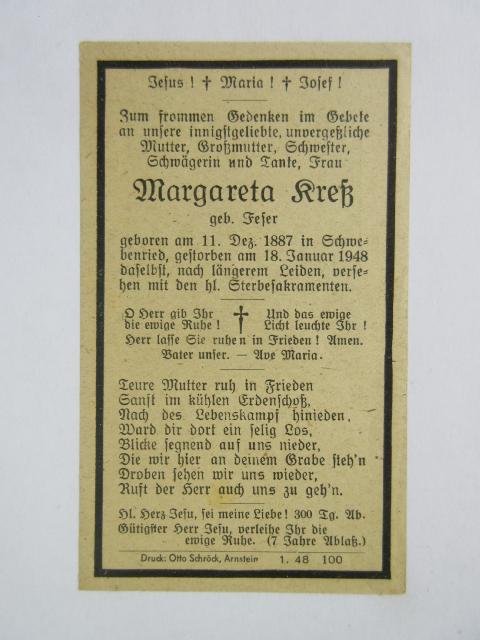 Jesus ! † Maria ! † Josef !
Zum frommen Gedenken im Gebete
an unsere innigstgeliebte, unvergeßliche
Mutter, Großmutter, Schwester,
Schwägerin und Tante, Frau
Margareta Kreß
geb. Feser
geboren am 11. Dez. 1887 in Schwe-
benried, gestorben am 18. Januar 1948
daselbst, nach längerem Leiden, verse-
hen mit den hl. Sterbesakramenten.
O Herr gib Ihr † Und das ewige
die ewige Ruhe ! Licht leuchte Ihr !
Herr lasse Sie ruhen in Frieden ! Amen.
Vater unser. — Ave Maria.
Teure Mutter ruh in Frieden
Sanft im kühlen Erdenschoß,
Nach des Lebenskampf hinieden,
Ward dir dort ein selig Los,
Blicke segnend auf uns nieder,
Die wir hier an deinem Grabe steh'n
Droben sehen wir uns wieder,
Ruft der Herr auch uns zu geh'n.
Hl. Herz Jesu, sei meine Liebe! 300 Tg. Ab.
Gütigster Herr Jesu, verleihe Ihr die
ewige Ruhe. (7 Jahre Ablaß.)
Druck: Otto Schröck, Arnstein 1. 48 100